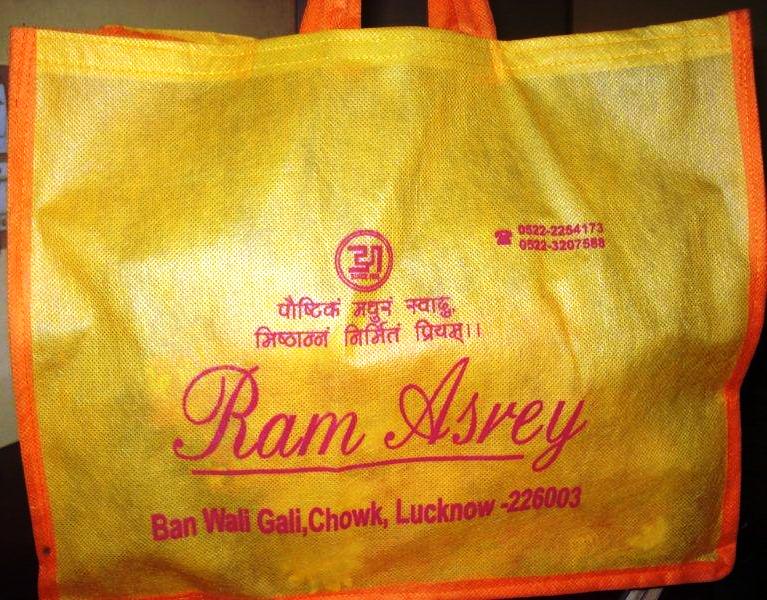 ☎ 0522-2254173
0522-3207588
पौष्टिकं मधुरं स्वादु,
मिष्ठान्नं निर्मितं प्रियम्।।
Ram Asrey
Ban Wali Gali,Chowk, Lucknow -226003